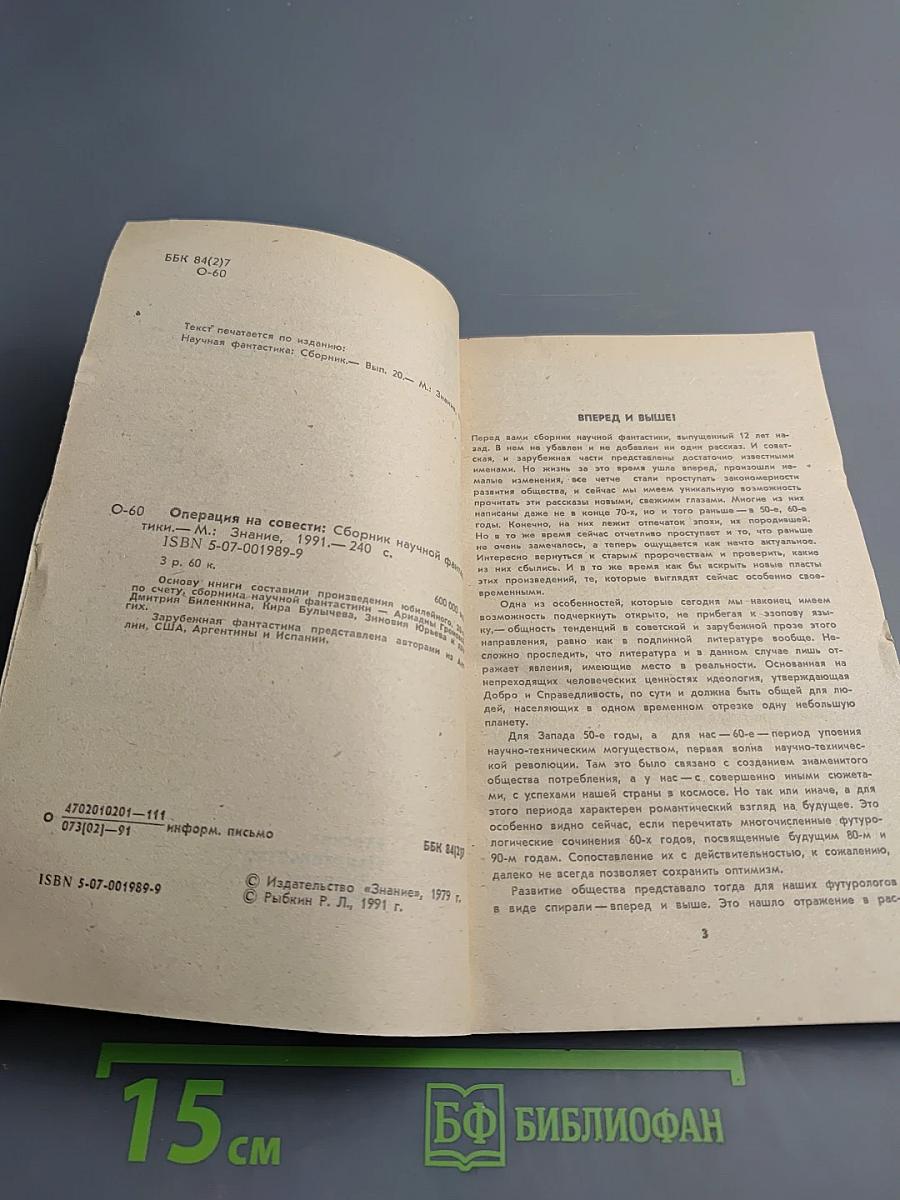 ББК 84(2)7
О-60
Текст печатается по изданию:
Научная фантастика: Сборник.— Вып. 20.— М.: Знание,
О-60 Операция на совести: Сборник научной фанта
тики.— М.: Знание, 1991.— 240 с.
ISBN 5-07-001989-9
3 р. 60 к. 600 000
Основу книги составили произведения юбилейного,
по счету, сборника научной фантастики — Ариадны
Дмитрия Биленкина, Кира Булычева, Зиновия Юрьева и
гих.
Зарубежная фантастика представлена авторами из Ан
лии, США, Аргентины и Испании.
О 4702010201—111
073(02)—91 информ. письмо
ББК 84(2)7
ISBN 5-07-001989-9
© Издательство «Знание», 1979 г.
© Рыбкин Р. Л., 1991 г.
ВПЕРЕД И ВЫШЕ!
Перед вами сборник научной фантастики, выпущенный 12 лет на-
зад. В нем не убавлен и не добавлен ни один рассказ. И совет-
ская, и зарубежная части представлены достаточно известными
именами. Но жизнь за это время ушла вперед, произошли не-
малые изменения, все четче стали проступать закономерности
развития общества, и сейчас мы имеем уникальную возможность
прочитать эти рассказы новыми, свежими глазами. Многие из них
написаны даже не в конце 70-х, но и того раньше — в 50-е, 60-е
годы. Конечно, на них лежит отпечаток эпохи, их породившей.
Но в то же время сейчас отчетливо проступает и то, что раньше
не очень замечалось, а теперь ощущается как нечто актуальное.
Интересно вернуться к старым пророчествам и проверить, какие
из них сбылись. И в то же время как бы вскрыть новые пласты
этих произведений, те, которые выглядят сейчас особенно свое-
временными.
Одна из особенностей, которые сегодня мы наконец имеем
возможность подчеркнуть открыто, не прибегая к эзопову язы-
ку,— общность тенденций в советской и зарубежной прозе этого
направления, равно как в подлинной литературе вообще. Не-
сложно проследить, что литература и в данном случае лишь от-
ражает явления, имеющие место в реальности. Основанная на
непреходящих человеческих ценностях идеология, утверждающая
Добро и Справедливость, по сути и должна быть общей для лю-
дей, населяющих в одном временном отрезке одну небольшую
планету.
Для Запада 50-е годы, а для нас — 60-е — период упоения
научно-техническим могуществом, первая волна научно-техничес-
кой революции. Там это было связано с созданием знаменитого
общества потребления, а у нас — с совершенно иными сюжета-
ми, с успехами нашей страны в космосе. Но так или иначе, а для
этого периода характерен романтический взгляд на будущее. Это
особенно видно сейчас, если перечитать многочисленные футуро-
логические сочинения 60-х годов, посвященные будущим 80-м и
90-м годам. Сопоставление их с действительностью, к сожалению,
далеко не всегда позволяет сохранить оптимизм.
Развитие общества представало тогда для наших футурологов
в виде спирали — вперед и выше. Это нашло отражение в рас-
3
15 см
БФ БИБЛИОФАН